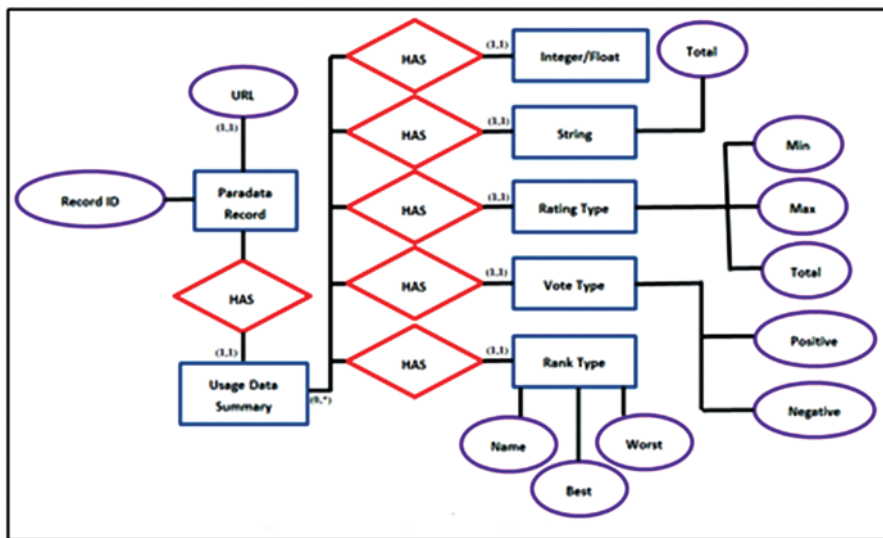 HAS
(1,1)
Integer/Float
Total
URL
(1,1)
HAS
(1,1)
String
Min
Record ID
Paradata
Record
HAS
(1,1)
Rating Type
Max
Total
HAS
HAS
(1,1)
Vote Type
Positive
(1,1)
Usage Data
Summary
(0,*)
HAS
(1,1)
Rank Type
Negative
Name
Worst
Best